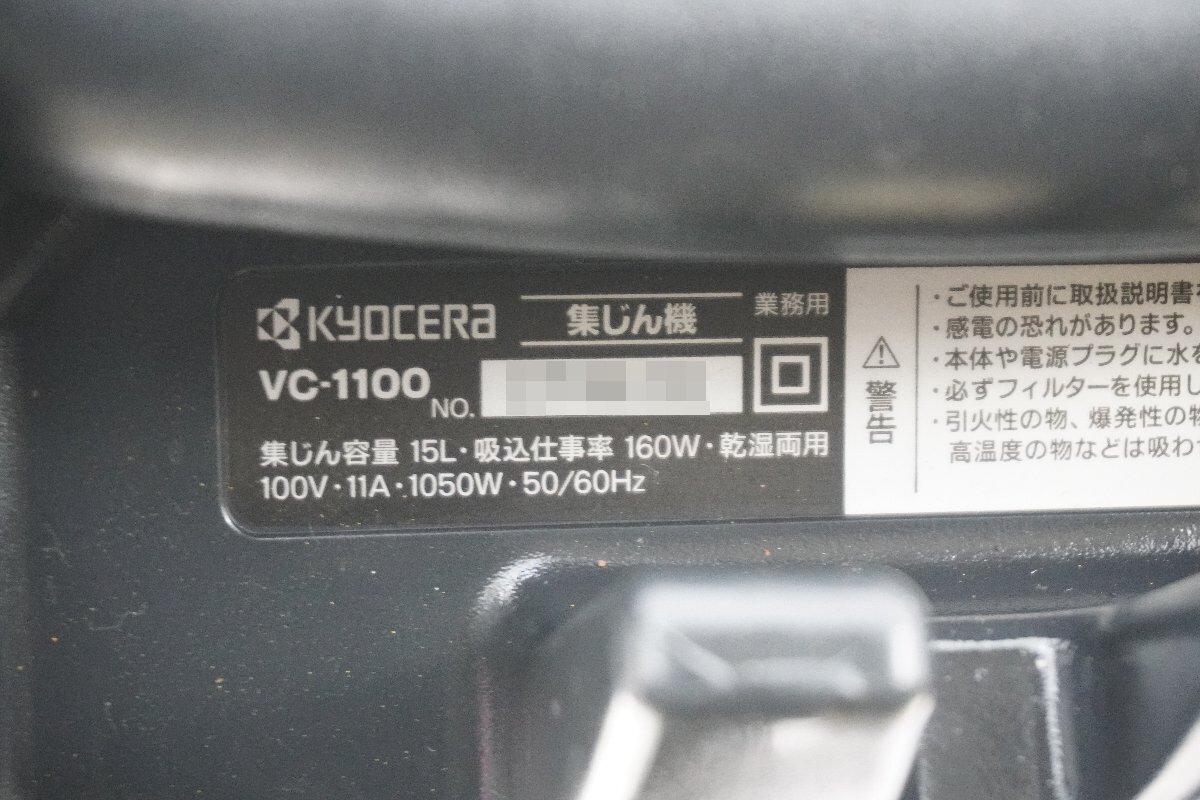 KYOCERA
集じん機
業務用
VC-1100
NO.
集じん容量 15L・吸込仕事率 160W・乾湿両用
100V・11A・1050W・50/60Hz
警告
・ご使用前に取扱説明書
・感電の恐れがあります。
・本体や電源プラグに水を
・必ずフィルターを使用し
・引火性の物、爆発性の物
高温度の物などは吸わ